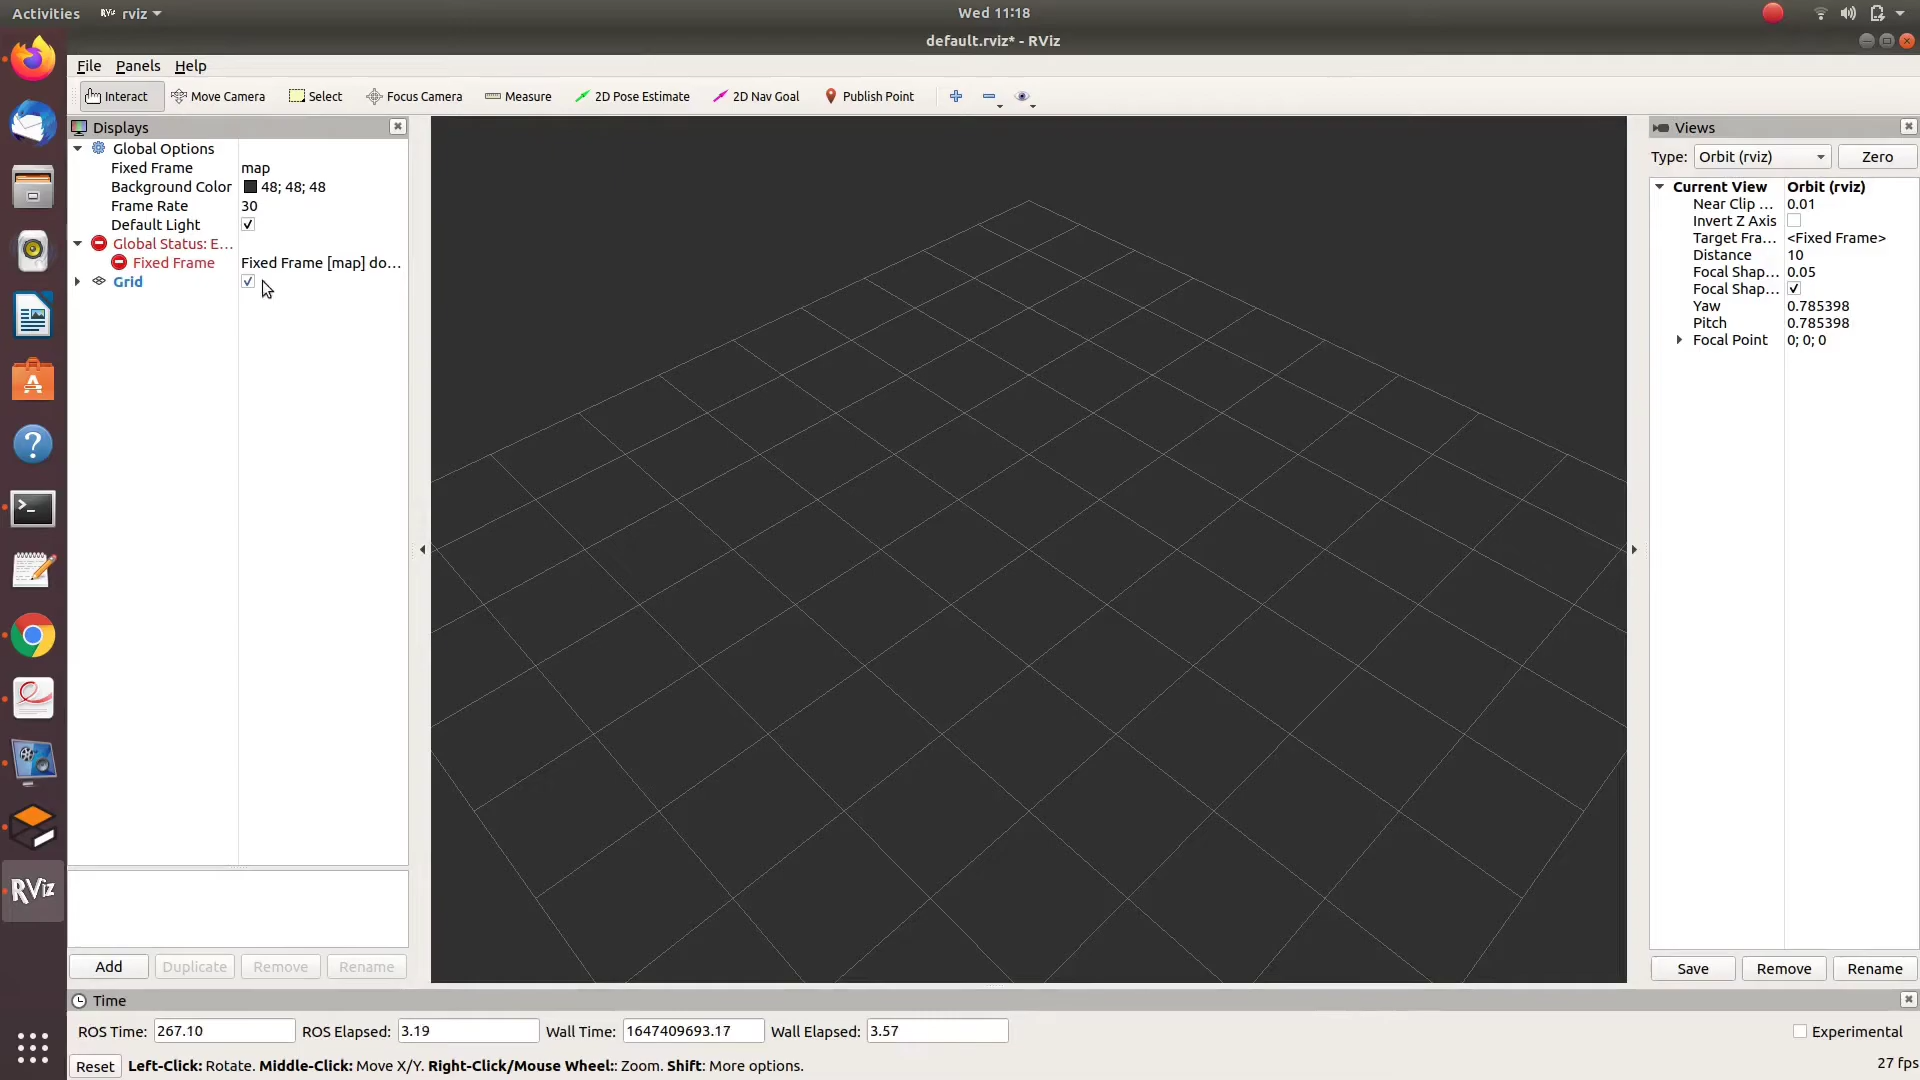 Activities RViz rviz Wed 11:18
default.rviz* - RViz
File Panels Help
Interact Move Camera Select Focus Camera Measure 2D Pose Estimate 2D Nav Goal Publish Point
Displays
Global Options
Fixed Frame map
Background Color 48; 48; 48
Frame Rate 30
Default Light
Global Status: E...
Fixed Frame Fixed Frame [map] do...
Grid
Add Duplicate Remove Rename
Views
Type: Orbit (rviz) Zero
Current View Orbit (rviz)
Near Clip ... 0.01
Invert Z Axis
Target Fra... <Fixed Frame>
Distance 10
Focal Shap... 0.05
Focal Shap...
Yaw 0.785398
Pitch 0.785398
Focal Point 0; 0; 0
Save Remove Rename
RViz
Time
ROS Time: 267.10 ROS Elapsed: 3.19 Wall Time: 1647409693.17 Wall Elapsed: 3.57 Experimental
Reset Left-Click: Rotate. Middle-Click: Move X/Y. Right-Click/Mouse Wheel:: Zoom. Shift: More options. 27 fps